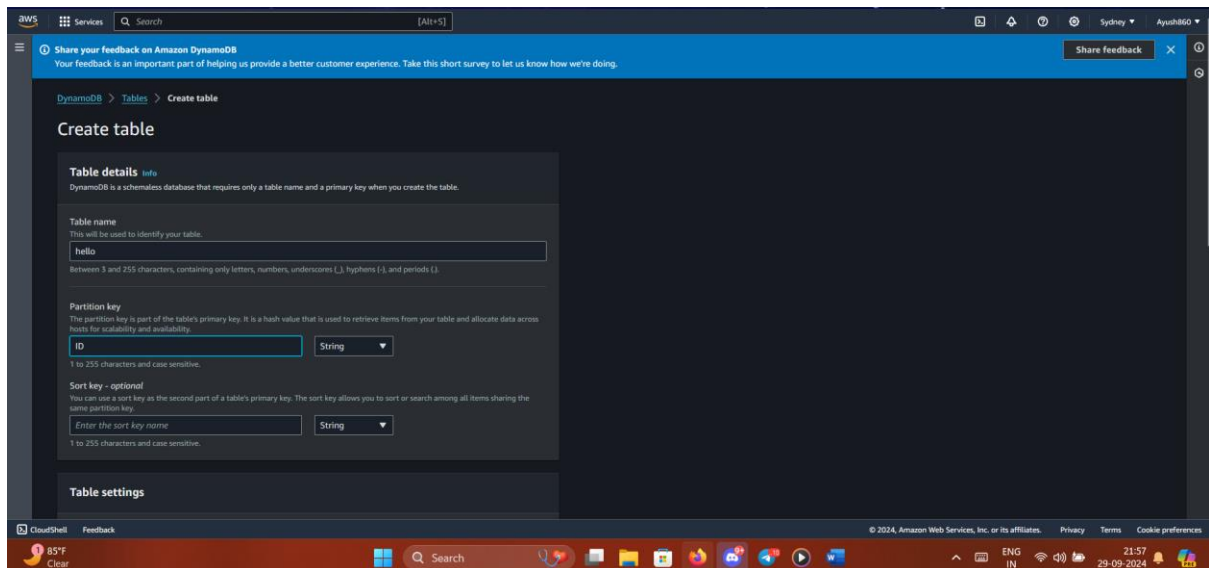 aws
Services
Search
[Alt+S]
Sydney ▼
Ayush860 ▼
Share your feedback on Amazon DynamoDB
Your feedback is an important part of helping us provide a better customer experience. Take this short survey to let us know how we're doing.
Share feedback
DynamoDB > Tables > Create table
Create table
Table details Info
DynamoDB is a schemaless database that requires only a table name and a primary key when you create the table.
Table name
This will be used to identify your table.
hello
Between 3 and 255 characters, containing only letters, numbers, underscores (_), hyphens (-), and periods (.).
Partition key
The partition key is part of the table's primary key. It is a hash value that is used to retrieve items from your table and allocate data across
hosts for scalability and availability.
ID
String
1 to 255 characters and case sensitive.
Sort key - optional
You can use a sort key as the second part of a table's primary key. The sort key allows you to sort or search among all items sharing the
same partition key.
Enter the sort key name
String
1 to 255 characters and case sensitive.
Table settings
CloudShell
Feedback
© 2024, Amazon Web Services, Inc. or its affiliates.
Privacy
Terms
Cookie preferences
1
85°F
Clear
Search
ENG
IN
21:57
29-09-2024